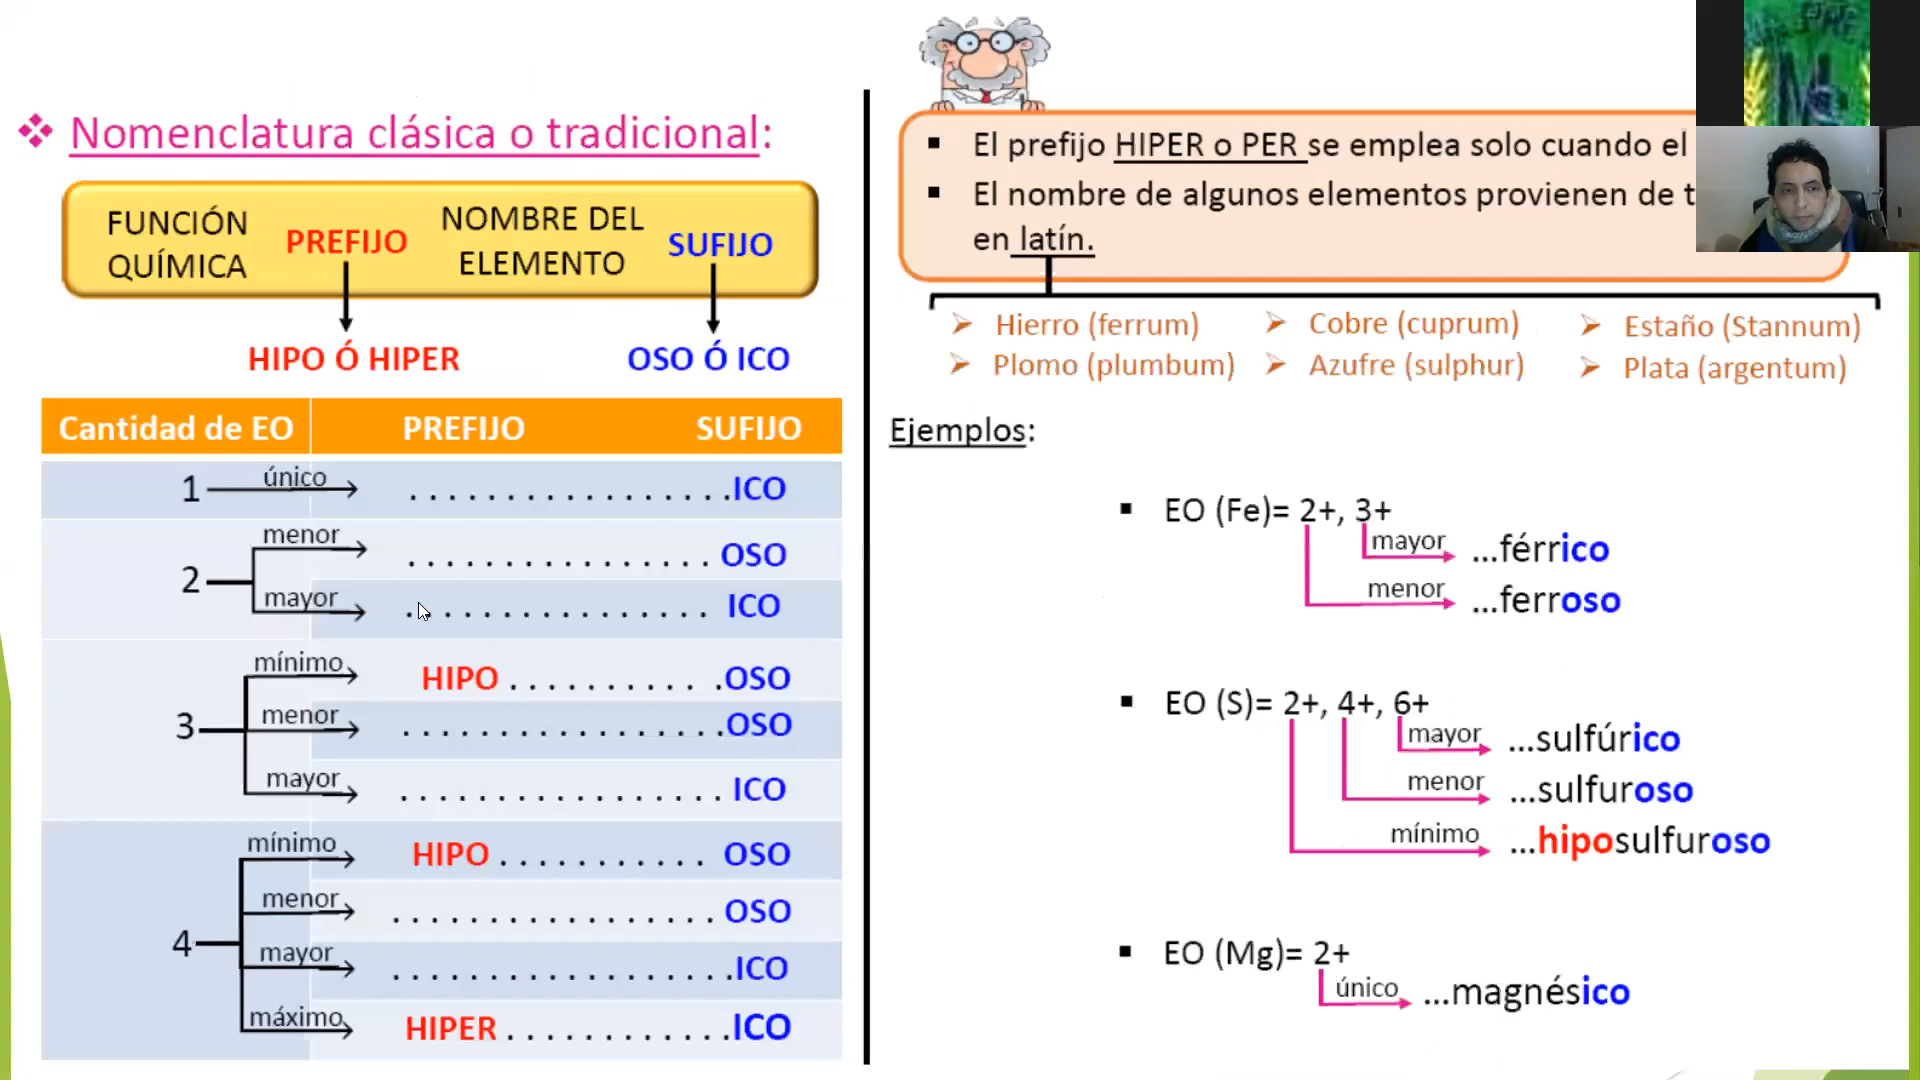 Nomenclatura clásica o tradicional:
FUNCIÓN QUÍMICA PREFIJO NOMBRE DEL ELEMENTO SUFIJO
HIPO Ó HIPER OSO Ó ICO
Cantidad de EO PREFIJO SUFIJO
1 único ................. ICO
2 menor ................ OSO
mayor ................ ICO
3 mínimo HIPO ........... OSO
menor ................. OSO
mayor ................. ICO
4 mínimo HIPO ........... OSO
menor ................. OSO
mayor .................. ICO
máximo HIPER ............ ICO
El prefijo HIPER o PER se emplea solo cuando el
El nombre de algunos elementos provienen de
en latín.
Hierro (ferrum) Cobre (cuprum) Estaño (Stannum)
Plomo (plumbum) Azufre (sulphur) Plata (argentum)
Ejemplos:
EO (Fe)= 2+, 3+
mayor ...férrico
menor ...ferroso
EO (S)= 2+, 4+, 6+
mayor ...sulfúrico
menor ...sulfuroso
mínimo ...hiposulfuroso
EO (Mg)= 2+
único ...magnésico